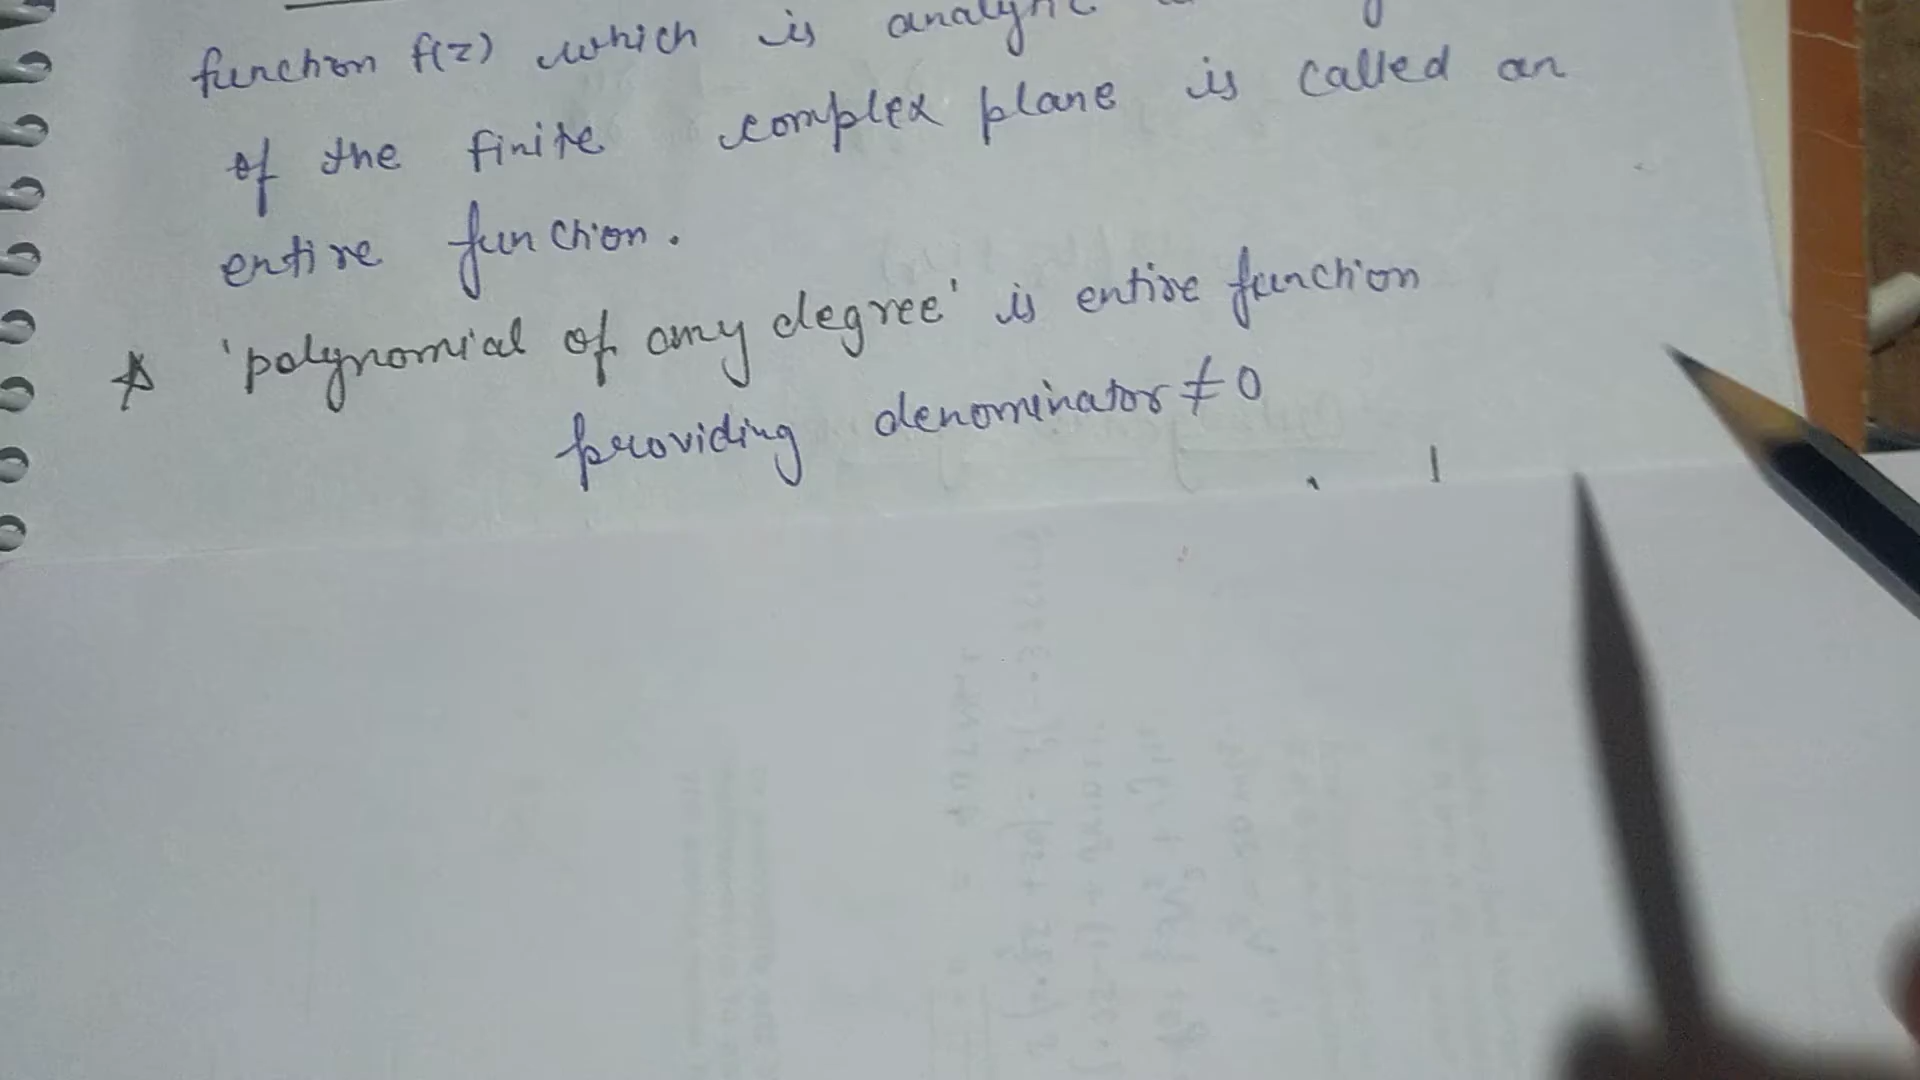 function f(z) which is analytic
of the finite complex plane is called an
entire function.
'polynomial of any degree' is entire function
providing denominator ≠ 0